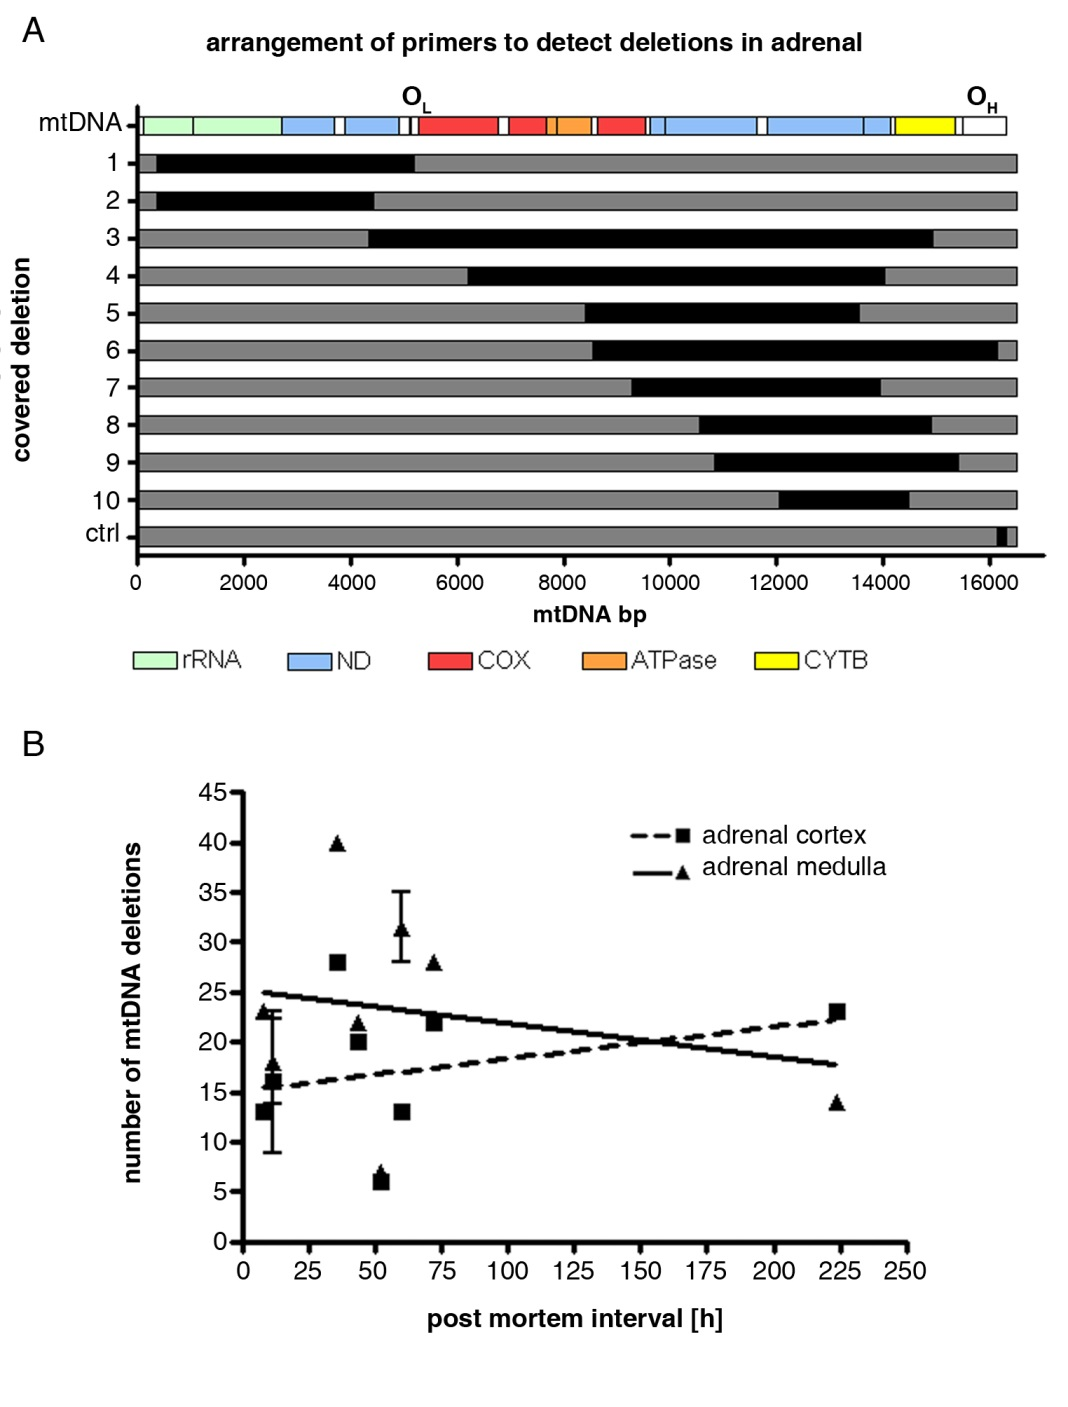 A
arrangement of primers to detect deletions in adrenal
OL
OH
mtDNA
1
2
3
4
5
6
7
8
9
10
ctrl
covered deletion
0 2000 4000 6000 8000 10000 12000 14000 16000
mtDNA bp
rRNA ND COX ATPase CYTB
B
45
40
35
30
25
20
15
10
5
0
number of mtDNA deletions
adrenal cortex
adrenal medulla
0 25 50 75 100 125 150 175 200 225 250
post mortem interval [h]